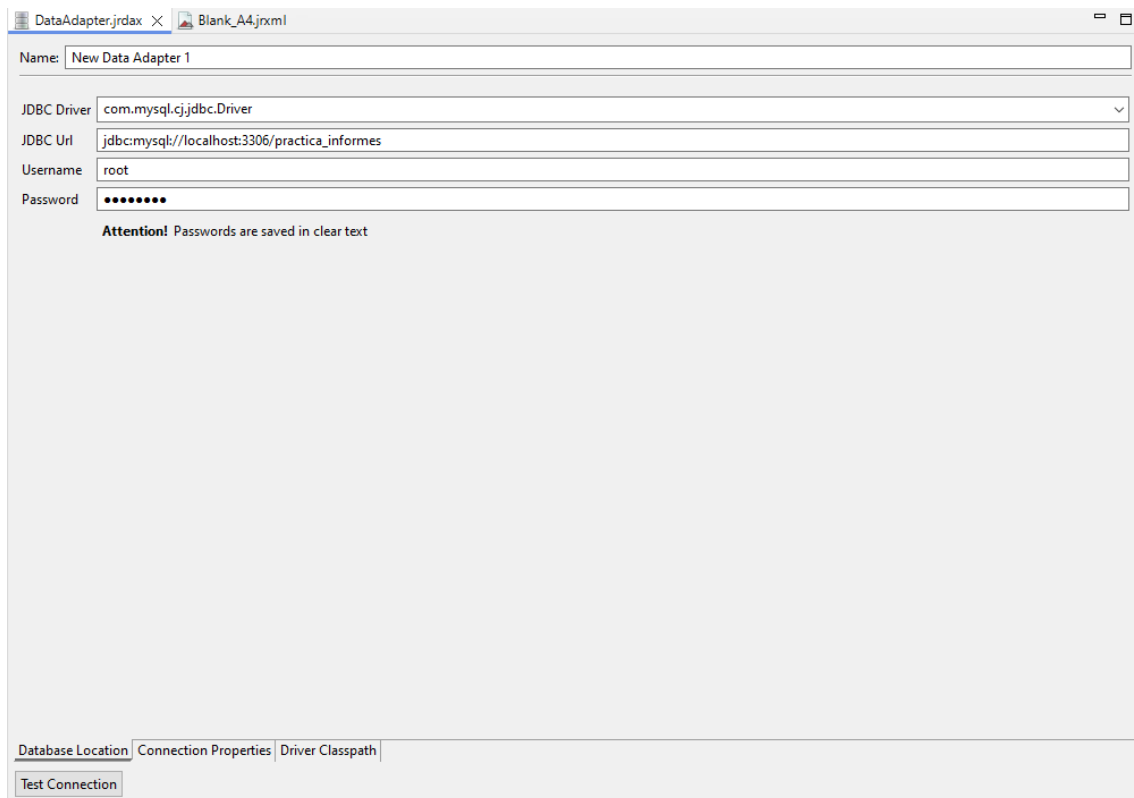 DataAdapter.jrdax Blank_A4.jrxml
Name: New Data Adapter 1
JDBC Driver com.mysql.cj.jdbc.Driver
JDBC Url jdbc:mysql://localhost:3306/practica_informes
Username root
Password ●●●●●●●●
Attention! Passwords are saved in clear text
Database Location Connection Properties Driver Classpath
Test Connection